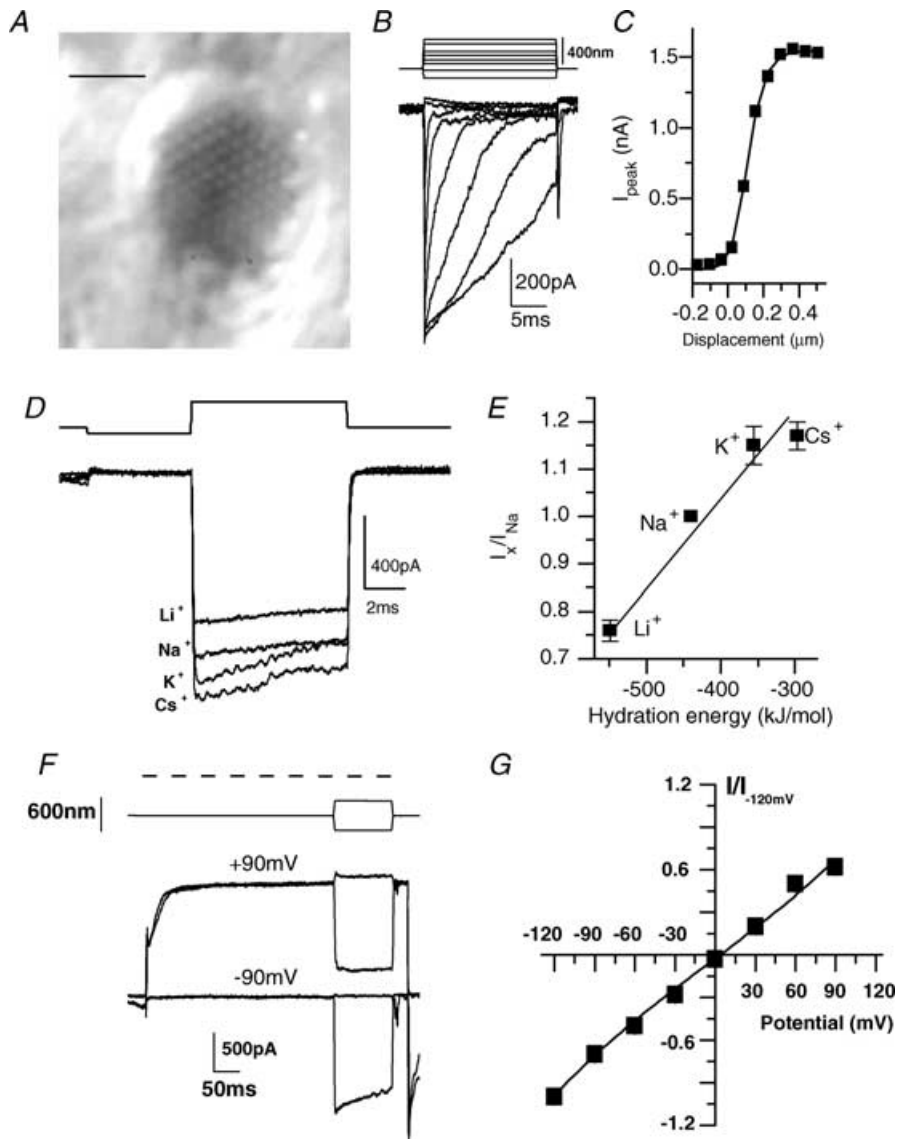 A
B
400nm
200pA
5ms
C
1.5
1.0
0.5
0.0
I_peak (nA)
-0.2 0.0 0.2 0.4
Displacement (μm)
D
400pA
2ms
Li⁺
Na⁺
K⁺
Cs⁺
E
1.2
1.1
1.0
0.9
0.8
0.7
I_x/I_Na
K⁺
Cs⁺
Na⁺
Li⁺
-500 -400 -300
Hydration energy (kJ/mol)
F
600nm
+90mV
-90mV
500pA
50ms
G
1.2
I/I_-120mV
0.6
-120 -90 -60 -30
30 60 90 120
Potential (mV)
-0.6
-1.2